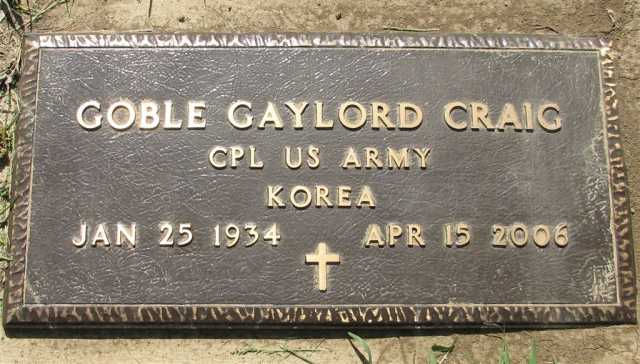 GOBLE GAYLORD CRAIG
CPL US ARMY
KOREA
JAN 25 1934 APR 15 2006